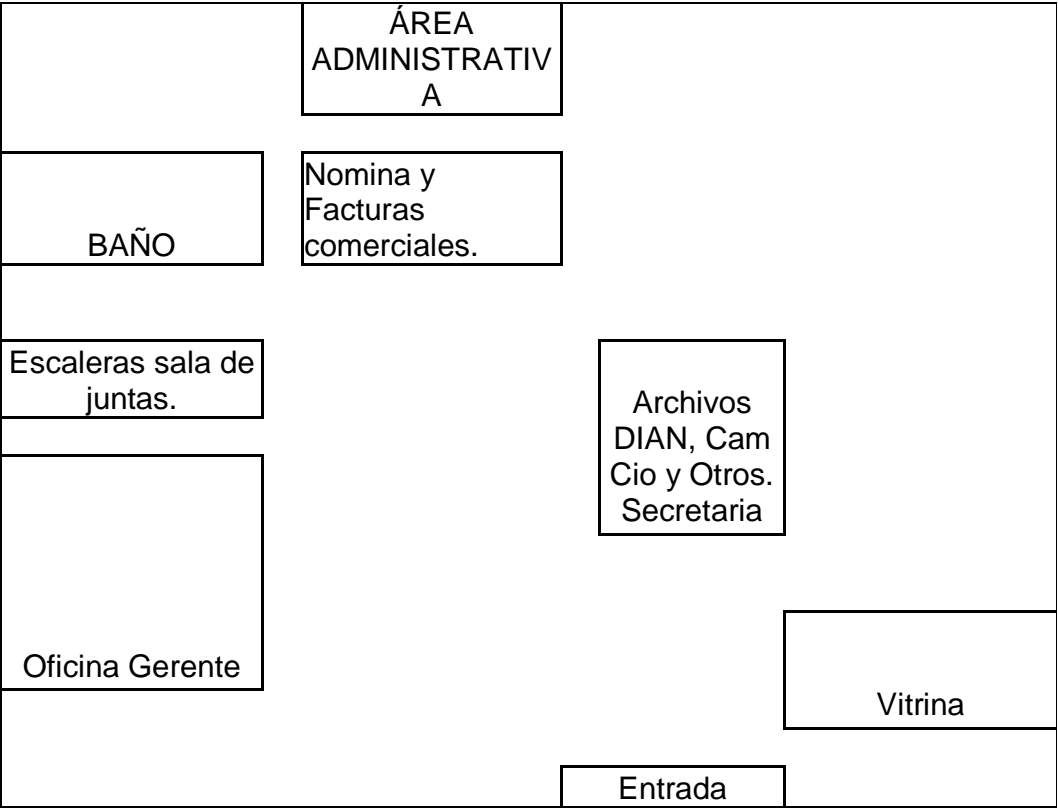 ÁREA
ADMINISTRATIV
A
BAÑO
Nomina y
Facturas
comerciales.
Escaleras sala de
juntas.
Archivos
DIAN, Cam
Cio y Otros.
Secretaria
Oficina Gerente
Vitrina
Entrada